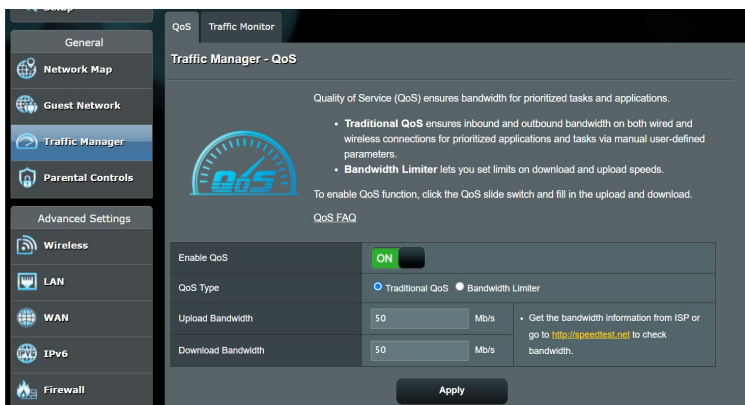 Setup
General
Network Map
Guest Network
Traffic Manager
Parental Controls
Advanced Settings
Wireless
LAN
WAN
IPv6
Firewall
QoS Traffic Monitor
Traffic Manager - QoS
QoS
Quality of Service (QoS) ensures bandwidth for prioritized tasks and applications.
• Traditional QoS ensures inbound and outbound bandwidth on both wired and
wireless connections for prioritized applications and tasks via manual user-defined
parameters.
• Bandwidth Limiter lets you set limits on download and upload speeds.
To enable QoS function, click the QoS slide switch and fill in the upload and download.
QoS FAQ
Enable QoS ON
QoS Type Traditional QoS Bandwidth Limiter
Upload Bandwidth 50 Mb/s
Download Bandwidth 50 Mb/s
• Get the bandwidth information from ISP or
go to http://speedtest.net to check
bandwidth.
Apply